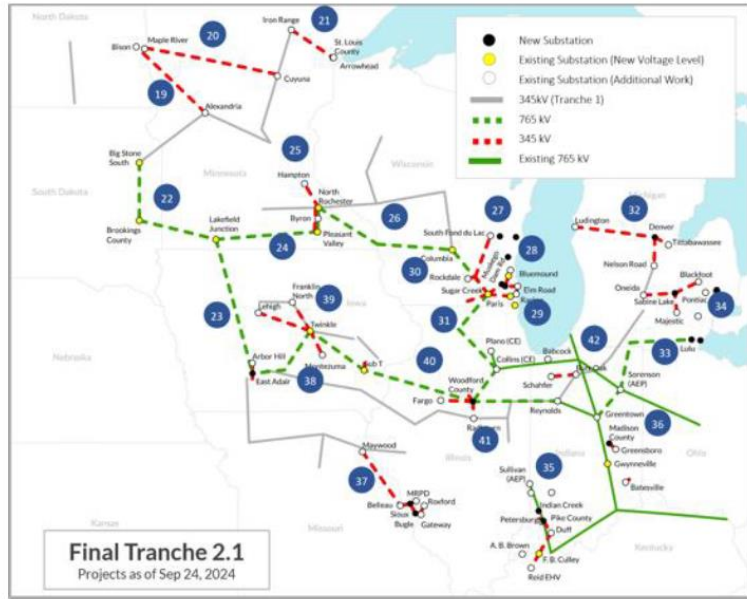 North Dakota
Bison
Maple River
20
Iron Range
21
St. Louis
County
Arrowhead
Cuyuna
19
Alexandria
New Substation
Existing Substation (New Voltage Level)
Existing Substation (Additional Work)
345kV (Tranche 1)
765 kV
345 kV
Existing 765 kV
Big Stone
South
25
Minnesota
Wisconsin
Michigan
Hampton
South Dakota
22
North
Rochester
Byron
Pleasant
Valley
26
27
South Fond du Lac
Ludington
32
Denver
Tittabawassee
Brookings
County
Lakefield
Junction
24
Columbia
28
Bluemound
Nelson Road
30
Rockdale
Sugar Creek
Mukwego
Elm Road
Paris
29
Oneida
Blackfoot
Sabine Lake
Pontiac
34
Majestic
Franklin
North
39
Iowa
Lehigh
Twinkle
31
23
Nebraska
Plano (CE)
Collins (CE)
Babcock
42
33
Lulu
Arbor Hill
East Adair
38
Montezuma
Sub T
40
Woodford
County
Schahfer
Sorenson
(AEP)
Fargo
Reynolds
Greentown
41
36
Madison
County
Greensboro
Ohio
Maywood
Illinois
Indiana
Gwynneville
37
Sullivan
(AEP)
35
Batesville
MRPD
Roxford
Belleau
Sioux
Bugle
Gateway
Indian Creek
Petersburg
Pike County
Duff
Kansas
Missouri
A. B. Brown
F. B. Culley
Reid EHV
Kentucky
Final Tranche 2.1
Projects as of Sep 24, 2024